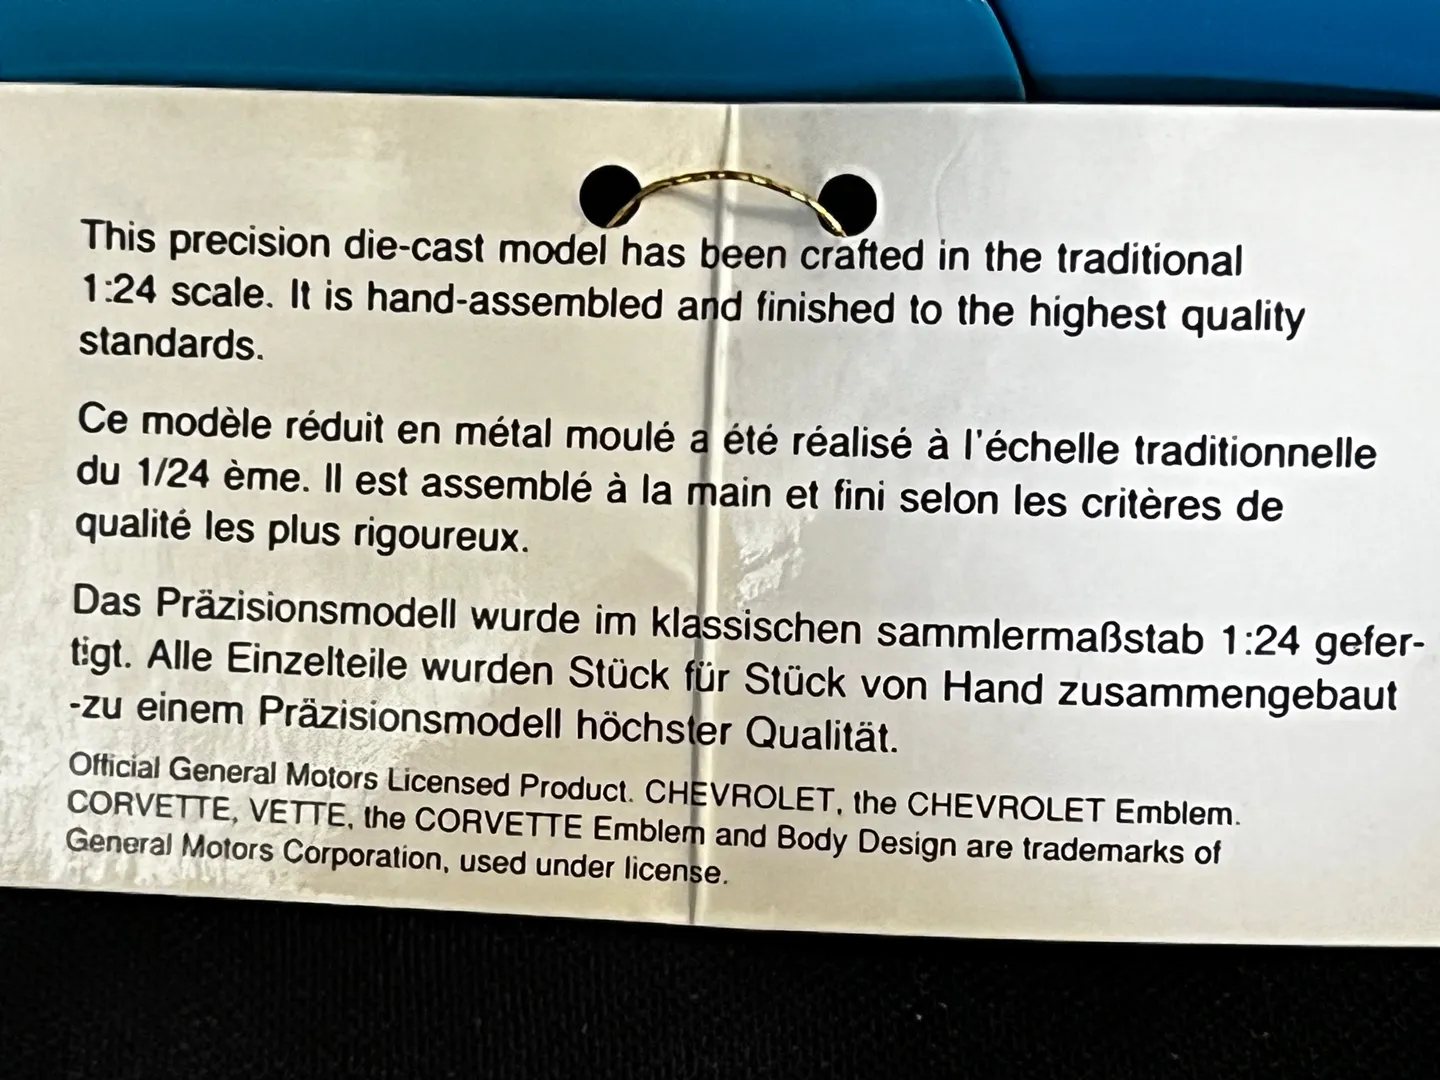 This precision die-cast model has been crafted in the traditional
1:24 scale. It is hand-assembled and finished to the highest quality
standards.
Ce modèle réduit en métal moulé a été réalisé à l'échelle traditionnelle
du 1/24 ème. Il est assemblé à la main et fini selon les critères de
qualité les plus rigoureux.
Das Präzisionsmodell wurde im klassischen sammlermaßstab 1:24 gefer-
tigt. Alle Einzelteile wurden Stück für Stück von Hand zusammengebaut
-zu einem Präzisionsmodell höchster Qualität.
Official General Motors Licensed Product. CHEVROLET, the CHEVROLET Emblem.
CORVETTE, VETTE, the CORVETTE Emblem and Body Design are trademarks of
General Motors Corporation, used under license.